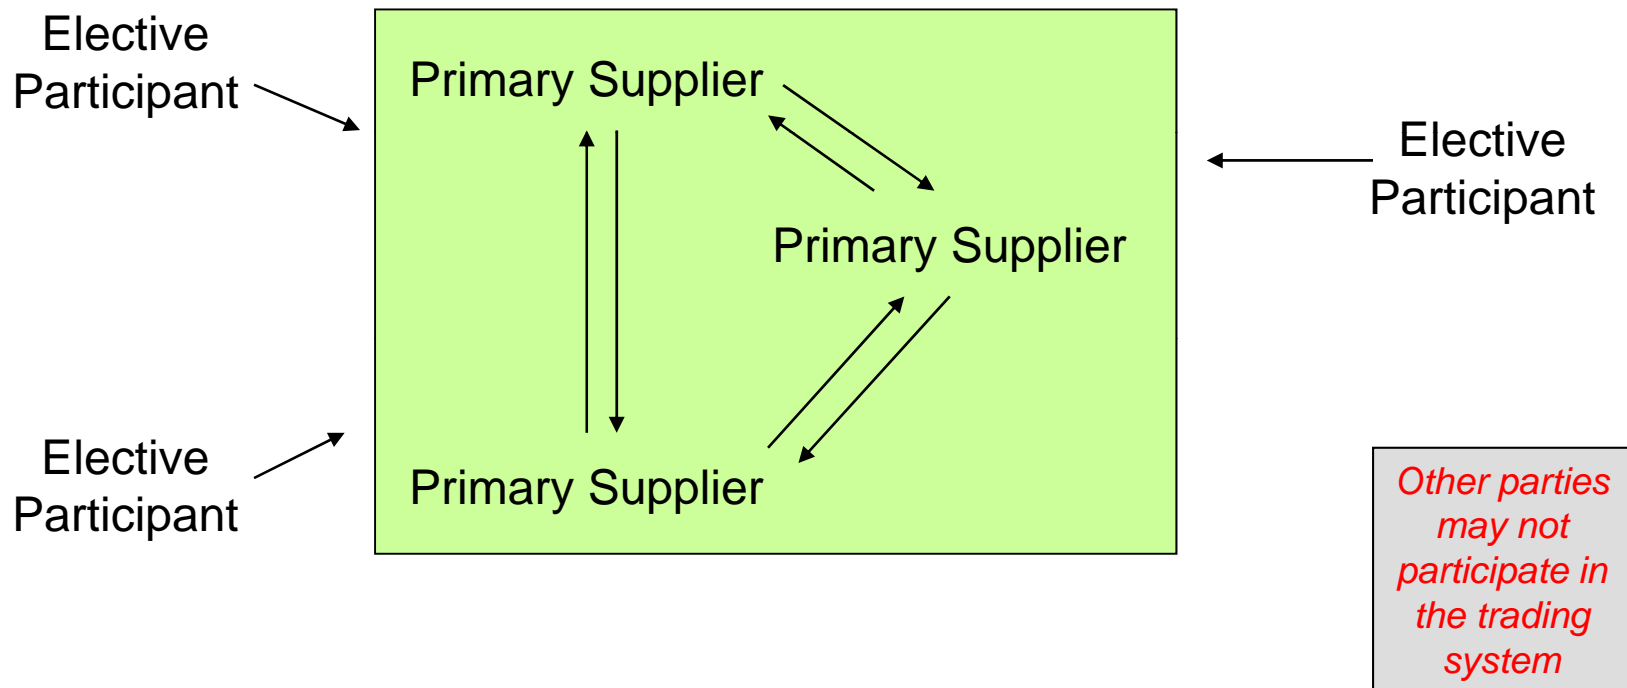 Elective
Participant
Primary Supplier
Elective
Participant
Primary Supplier
Elective
Participant
Primary Supplier
Other parties
may not
participate in
the trading
system